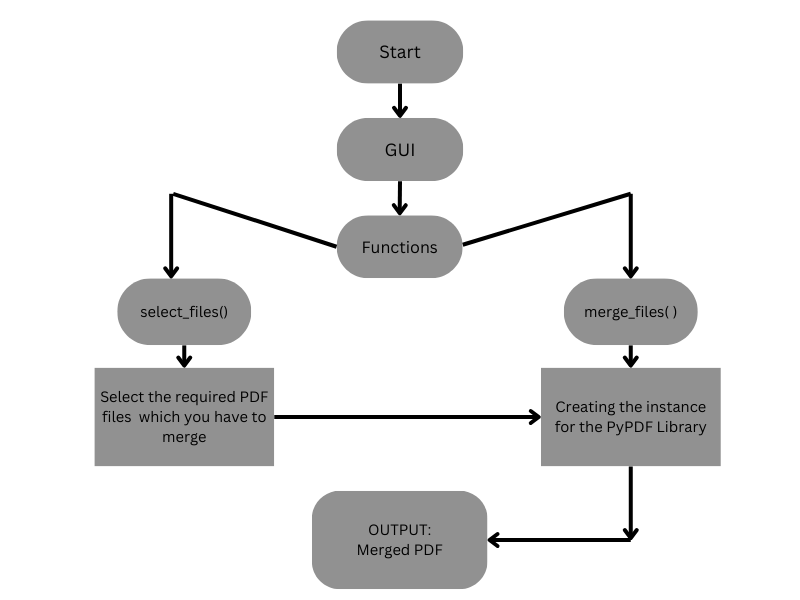 Start
GUI
Functions
select_files()
merge_files( )
Select the required PDF
files  which you have to
merge
Creating the instance
for the PyPDF Library
OUTPUT:
Merged PDF